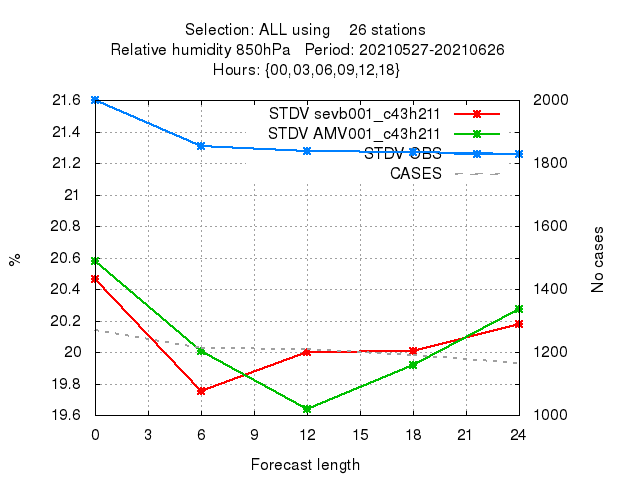 Selection: ALL using 26 stations
Relative humidity 850hPa Period: 20210527-20210626
Hours: {00,03,06,09,12,18}
STDV sevb001_c43h211
STDV AMV001_c43h211
STDV OBS
CASES
21.6
21.4
21.2
21
20.8
20.6
20.4
20.2
20
19.8
19.6
%
2000
1800
1600
1400
1200
1000
No cases
0 3 6 9 12 15 18 21 24
Forecast length